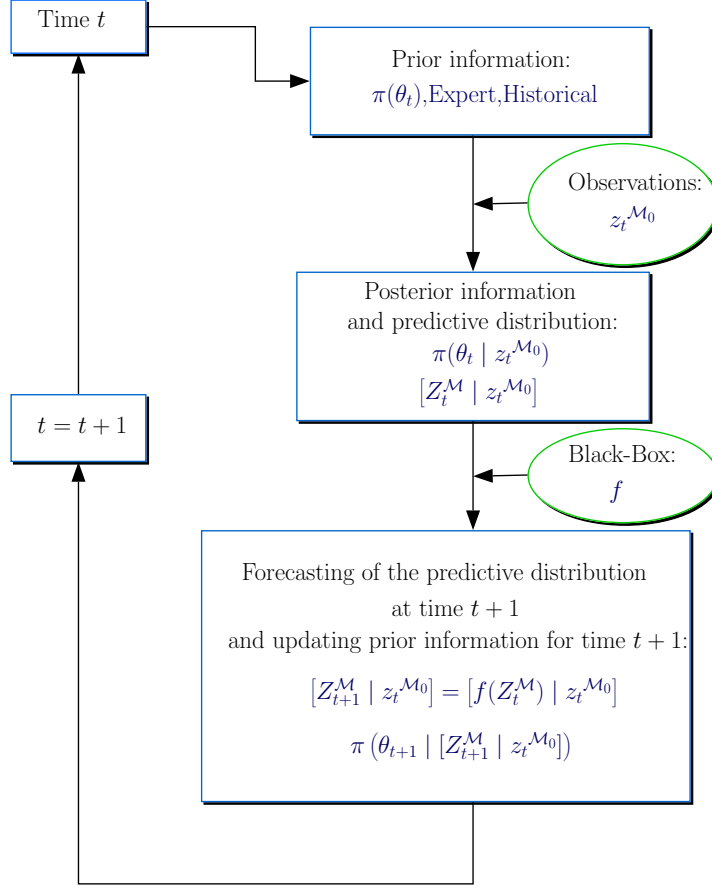 Time t
Prior information:
π(θ_t),Expert,Historical
Observations:
z_t^{ℳ_0}
Posterior information
and predictive distribution:
π(θ_t | z_t^{ℳ_0})
[Z_t^ℳ | z_t^{ℳ_0}]
t = t + 1
Black-Box:
f
Forecasting of the predictive distribution
at time t + 1
and updating prior information for time t + 1:
[Z_{t+1}^ℳ | z_t^{ℳ_0}] = [f(Z_t^ℳ) | z_t^{ℳ_0}]
π (θ_{t+1} | [Z_{t+1}^ℳ | z_t^{ℳ_0}])